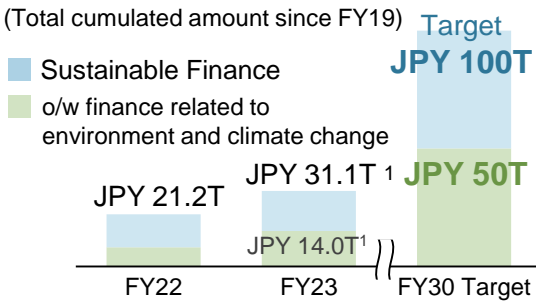 (Total cumulated amount since FY19)
Target
JPY 100T
Sustainable Finance
o/w finance related to
environment and climate change
JPY 31.1T 1
JPY 50T
JPY 21.2T
JPY 14.0T1
FY22
FY23
FY30 Target